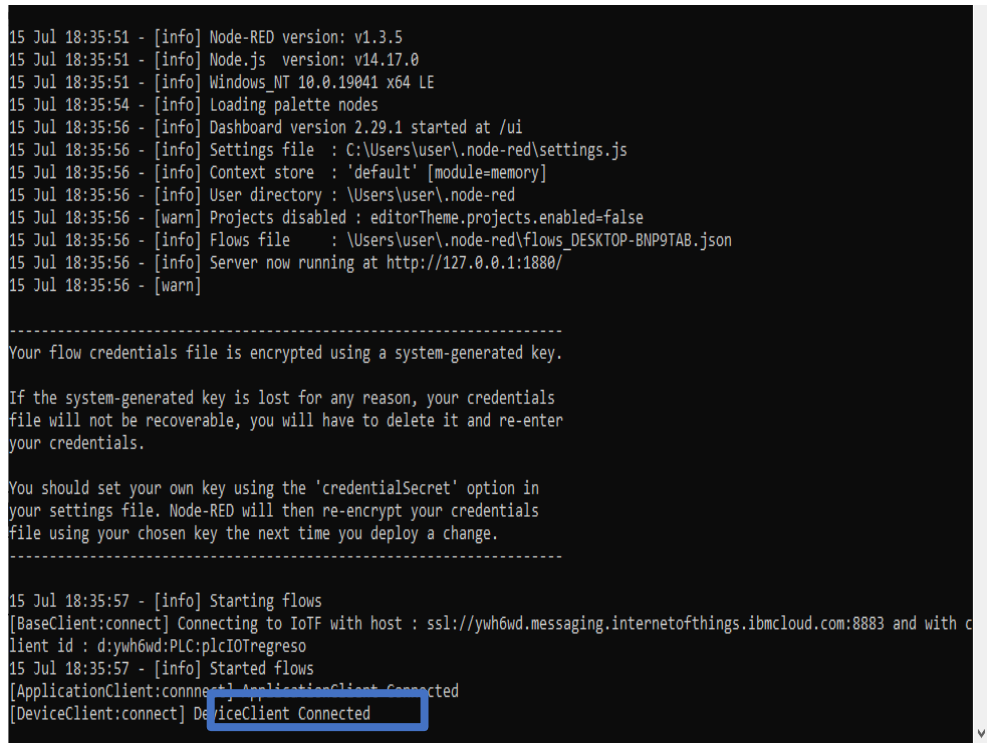 15 Jul 18:35:51 - [info] Node-RED version: v1.3.5
15 Jul 18:35:51 - [info] Node.js  version: v14.17.0
15 Jul 18:35:51 - [info] Windows_NT 10.0.19041 x64 LE
15 Jul 18:35:54 - [info] Loading palette nodes
15 Jul 18:35:56 - [info] Dashboard version 2.29.1 started at /ui
15 Jul 18:35:56 - [info] Settings file  : C:\Users\user\.node-red\settings.js
15 Jul 18:35:56 - [info] Context store  : 'default' [module=memory]
15 Jul 18:35:56 - [info] User directory : \Users\user\.node-red
15 Jul 18:35:56 - [warn] Projects disabled : editorTheme.projects.enabled=false
15 Jul 18:35:56 - [info] Flows file     : \Users\user\.node-red\flows_DESKTOP-BNP9TAB.json
15 Jul 18:35:56 - [info] Server now running at http://127.0.0.1:1880/
15 Jul 18:35:56 - [warn]
---------------------------------------------------------------------
Your flow credentials file is encrypted using a system-generated key.
If the system-generated key is lost for any reason, your credentials
file will not be recoverable, you will have to delete it and re-enter
your credentials.
You should set your own key using the 'credentialSecret' option in
your settings file. Node-RED will then re-encrypt your credentials
file using your chosen key the next time you deploy a change.
---------------------------------------------------------------------
15 Jul 18:35:57 - [info] Starting flows
[BaseClient:connect] Connecting to IoTF with host : ssl://ywh6wd.messaging.internetofthings.ibmcloud.com:8883 and with c
lient id : d:ywh6wd:PLC:plcIOTregreso
15 Jul 18:35:57 - [info] Started flows
[ApplicationClient:connnect] ApplicationClient Connected
[DeviceClient:connect] DeviceClient Connected